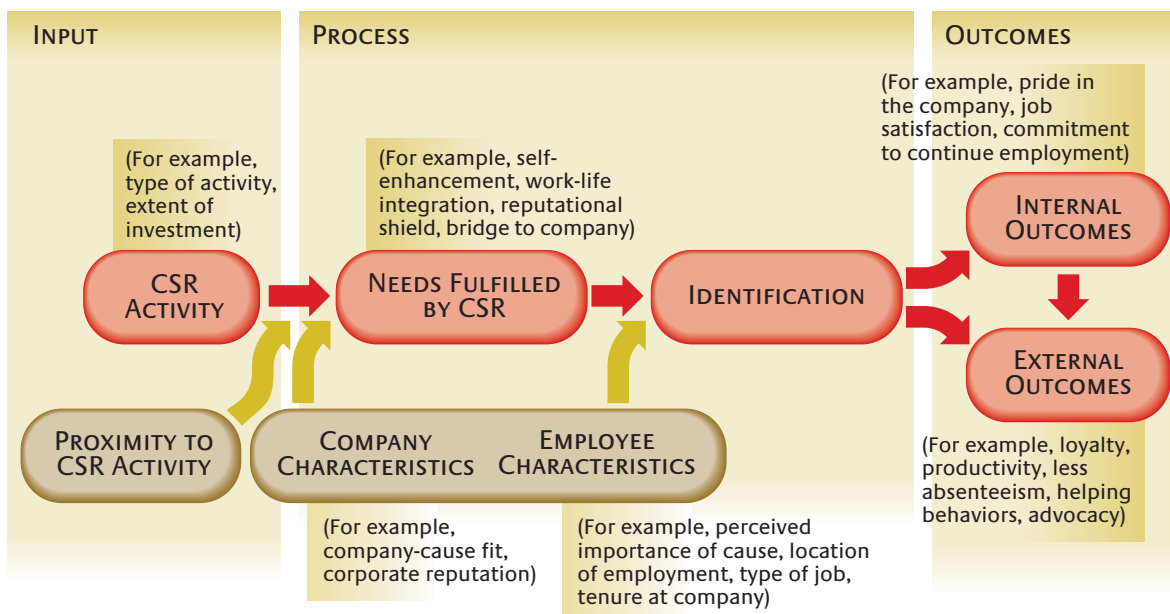 INPUT
PROCESS
OUTCOMES
(For example, pride in
the company, job
satisfaction, commitment
to continue employment)
(For example,
type of activity,
extent of
investment)
(For example, self-
enhancement, work-life
integration, reputational
shield, bridge to company)
INTERNAL
OUTCOMES
CSR
ACTIVITY
NEEDS FULFILLED
BY CSR
IDENTIFICATION
EXTERNAL
OUTCOMES
PROXIMITY TO
CSR ACTIVITY
COMPANY
CHARACTERISTICS
EMPLOYEE
CHARACTERISTICS
(For example, loyalty,
productivity, less
absenteeism, helping
behaviors, advocacy)
(For example,
company-cause fit,
corporate reputation)
(For example, perceived
importance of cause, location
of employment, type of job,
tenure at company)